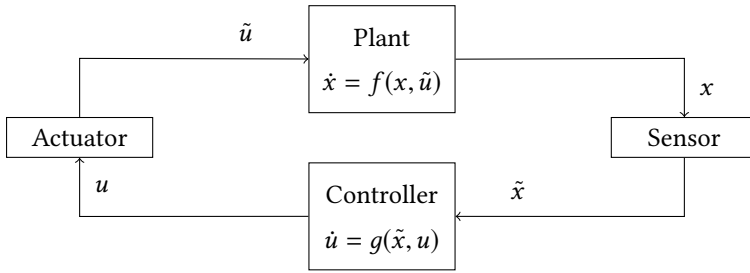 ũ
Plant
ẋ = f(x, ũ)
x
Actuator
Sensor
u
Controller
x̃
u̇ = g(x̃, u)